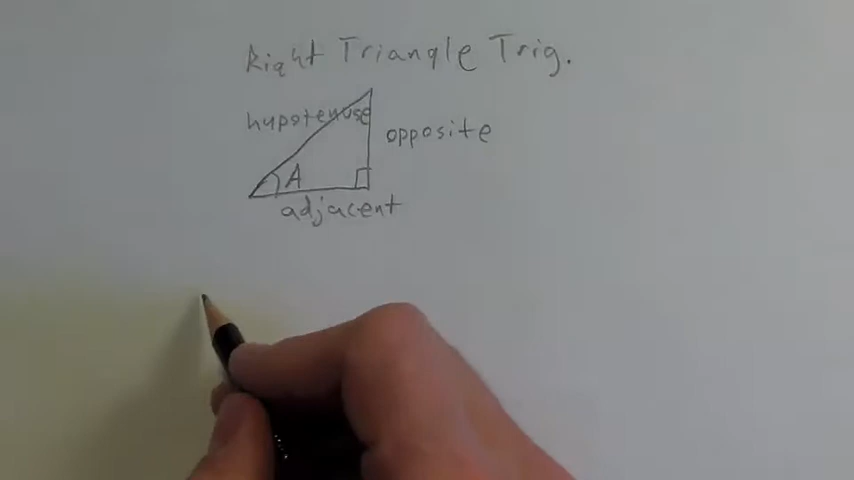 Right Triangle Trig.
hypotenuse
opposite
A
adjacent